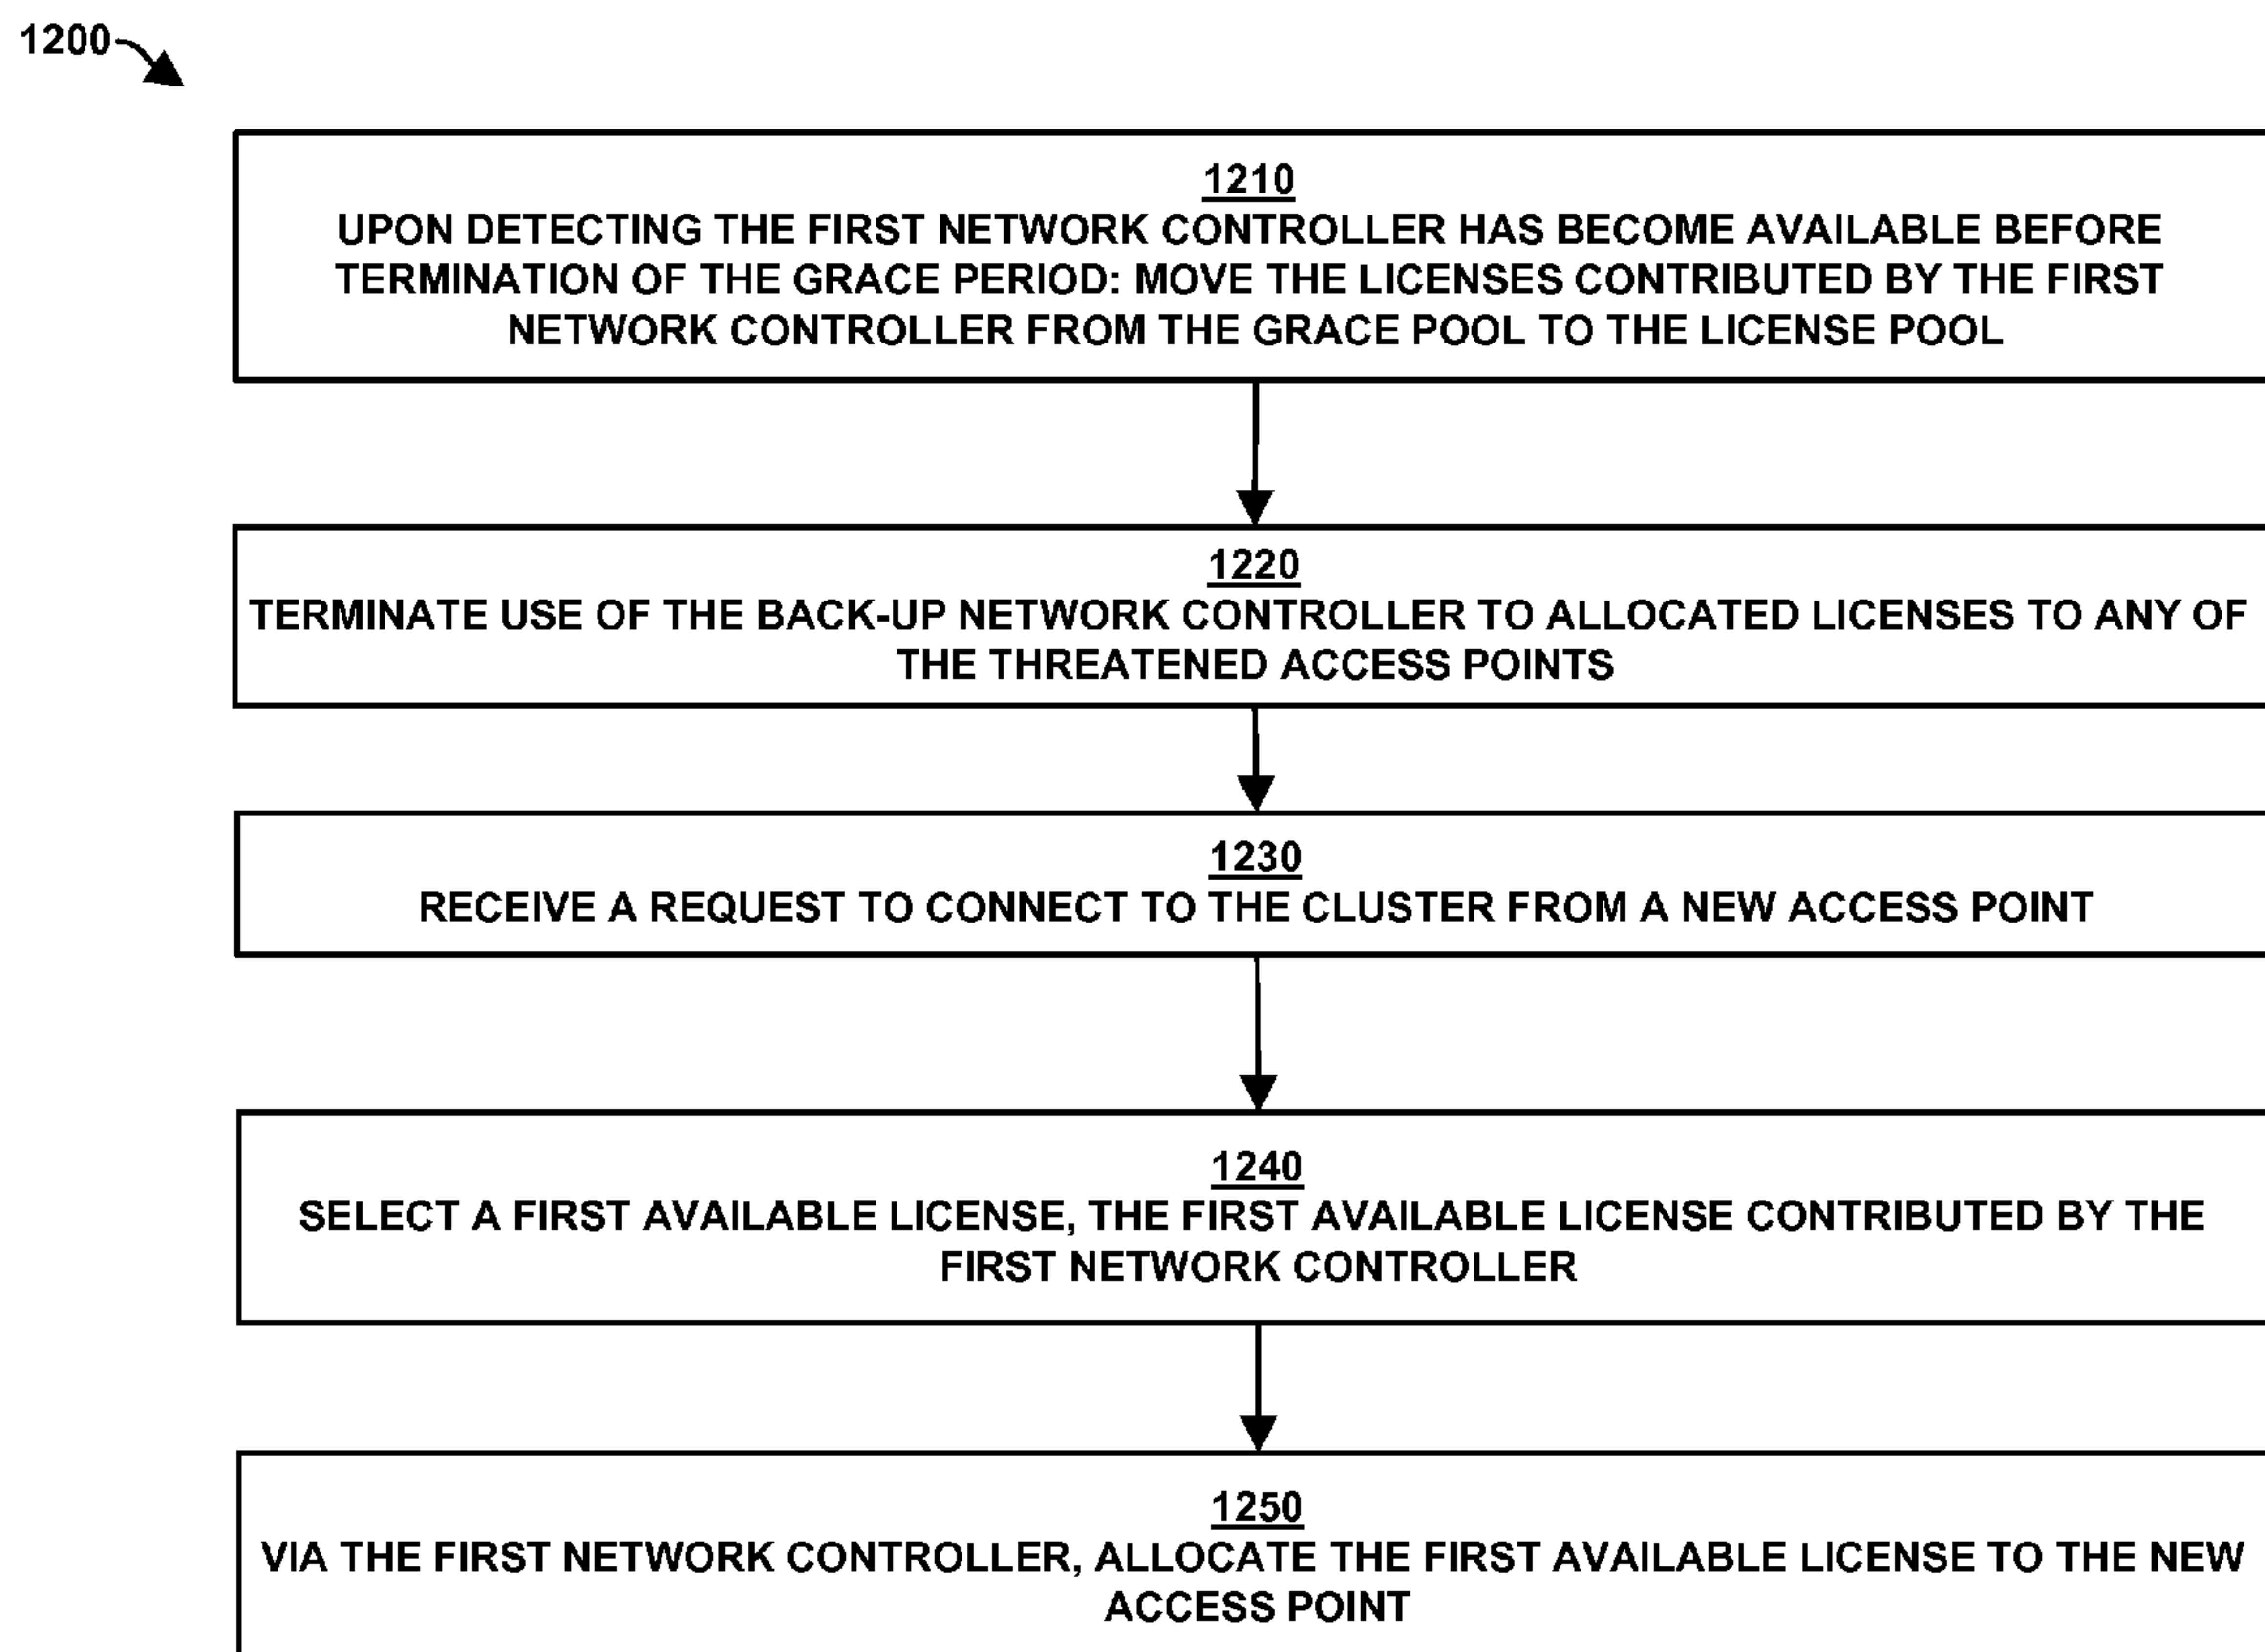 1200
1210
UPON DETECTING THE FIRST NETWORK CONTROLLER HAS BECOME AVAILABLE BEFORE
TERMINATION OF THE GRACE PERIOD: MOVE THE LICENSES CONTRIBUTED BY THE FIRST
NETWORK CONTROLLER FROM THE GRACE POOL TO THE LICENSE POOL
1220
TERMINATE USE OF THE BACK-UP NETWORK CONTROLLER TO ALLOCATED LICENSES TO ANY OF
THE THREATENED ACCESS POINTS
1230
RECEIVE A REQUEST TO CONNECT TO THE CLUSTER FROM A NEW ACCESS POINT
1240
SELECT A FIRST AVAILABLE LICENSE, THE FIRST AVAILABLE LICENSE CONTRIBUTED BY THE
FIRST NETWORK CONTROLLER
1250
VIA THE FIRST NETWORK CONTROLLER, ALLOCATE THE FIRST AVAILABLE LICENSE TO THE NEW
ACCESS POINT